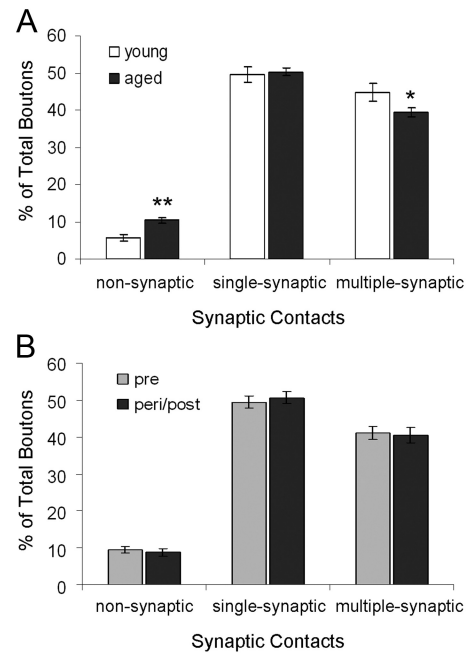 A
60
50
40
30
20
10
0
% of Total Boutons
young
aged
**
*
non-synaptic single-synaptic multiple-synaptic
Synaptic Contacts
B
60
50
40
30
20
10
0
% of Total Boutons
pre
peri/post
non-synaptic single-synaptic multiple-synaptic
Synaptic Contacts